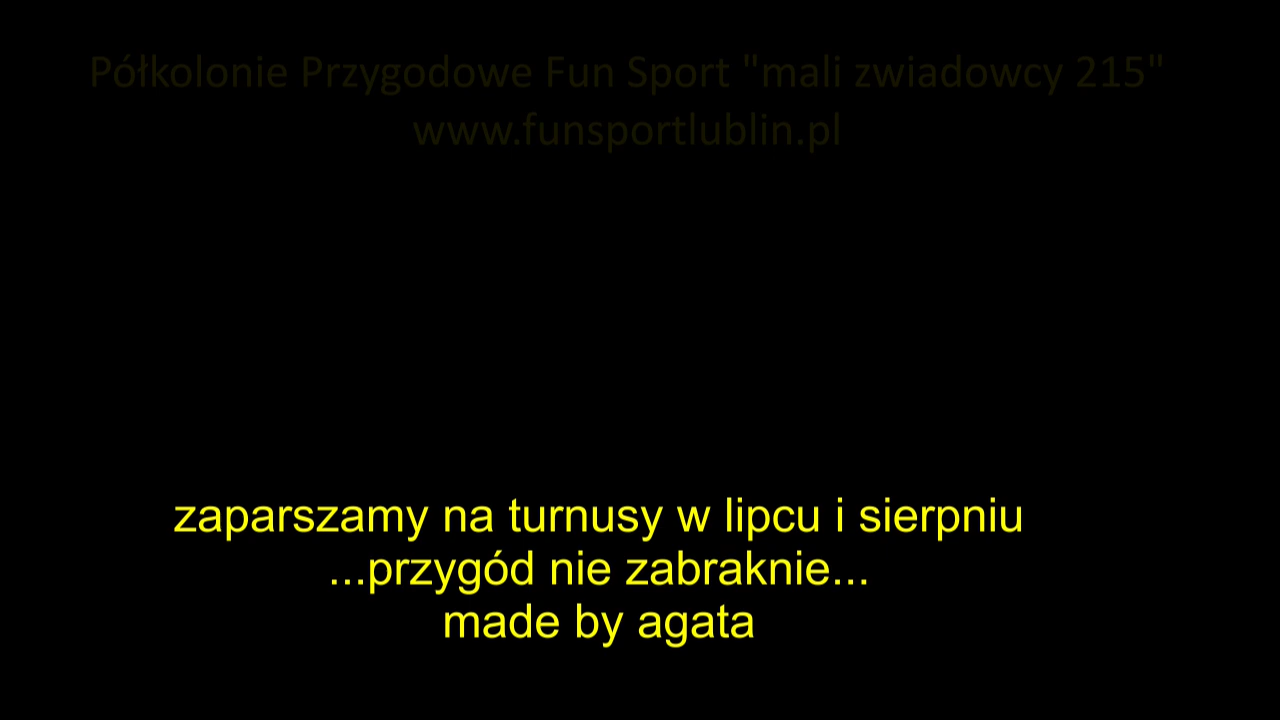 Półkolonie Przygodowe Fun Sport "mali zwiadowcy 215"
www.funsportlublin.pl
zaparszamy na turnusy w lipcu i sierpniu
...przygód nie zabraknie...
made by agata